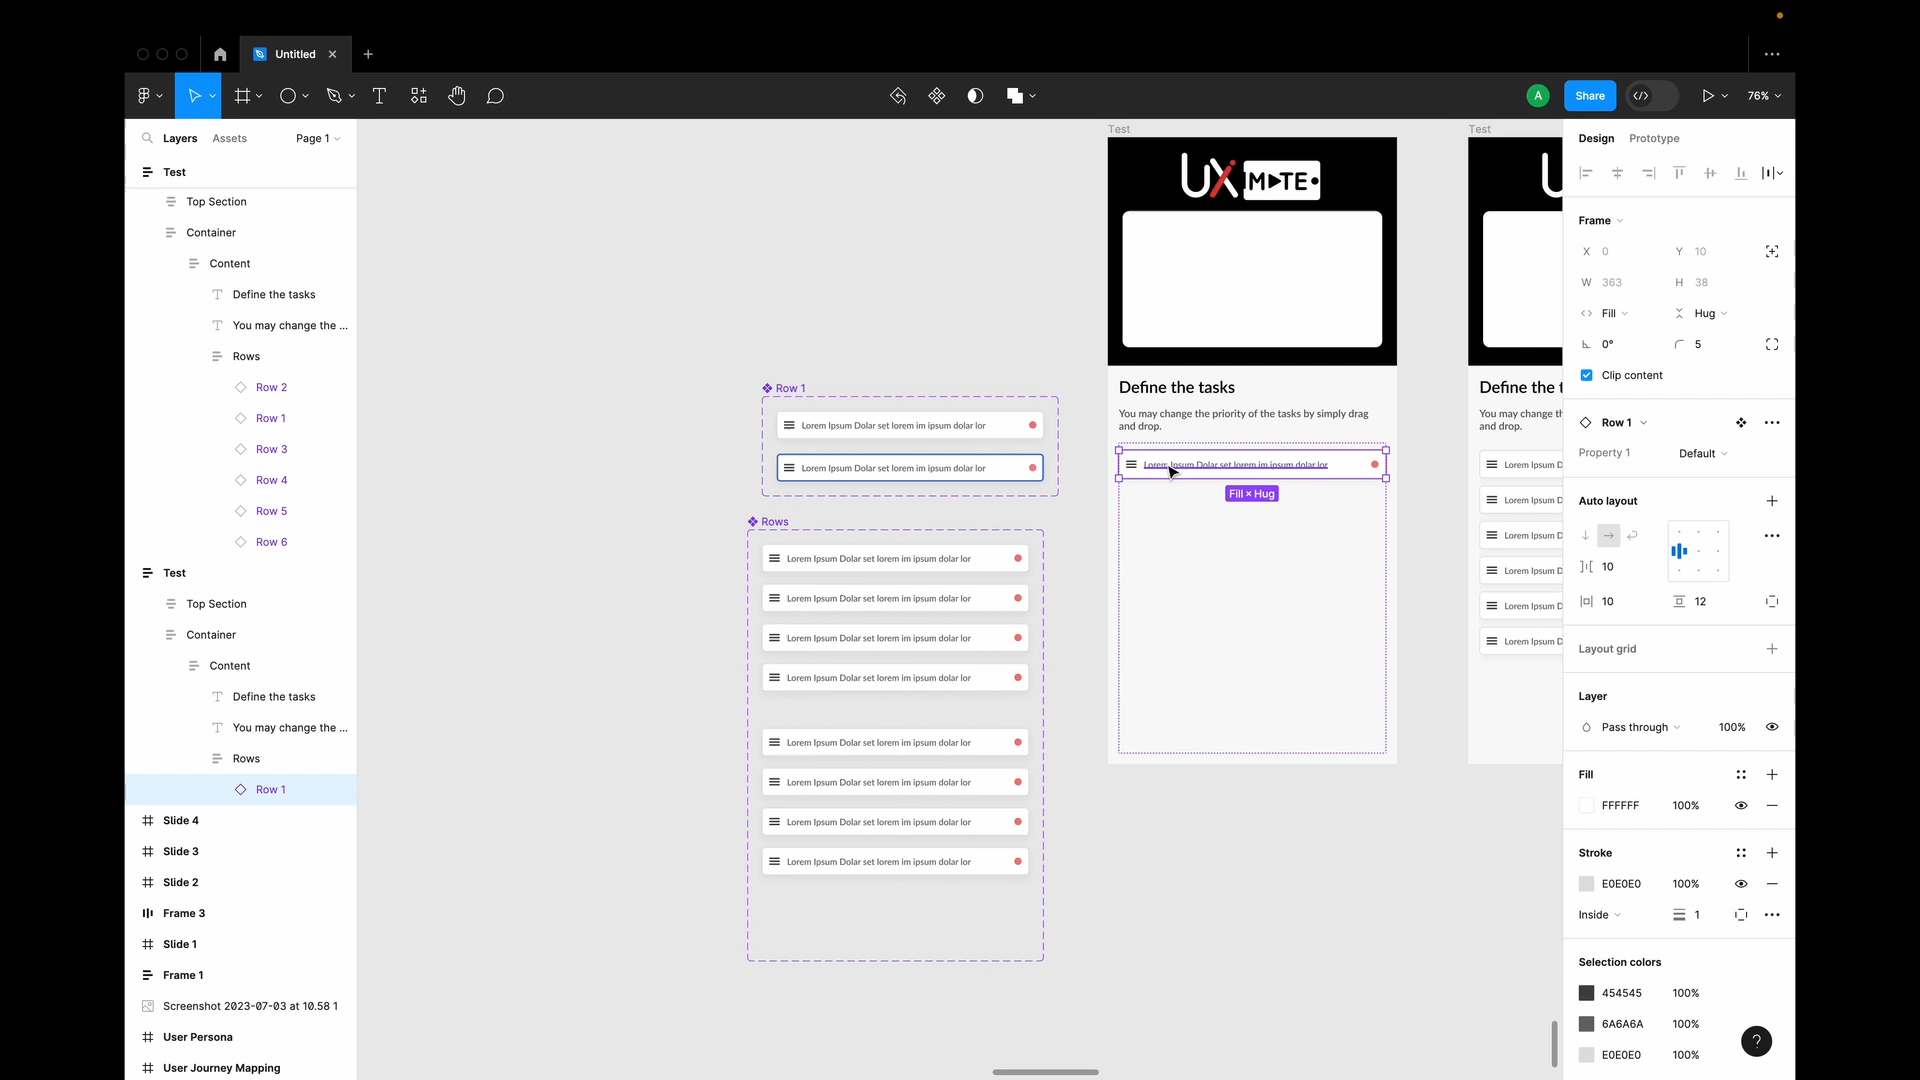 Untitled
A
Share
76%
Layers
Assets
Page 1
Test
Top Section
Container
Content
Define the tasks
You may change the ...
Rows
Row 2
Row 1
Row 3
Row 4
Row 5
Row 6
Test
Top Section
Container
Content
Define the tasks
You may change the ...
Rows
Row 1
Slide 4
Slide 3
Slide 2
Frame 3
Slide 1
Frame 1
Screenshot 2023-07-03 at 10.58 1
User Persona
User Journey Mapping
Row 1
Lorem Ipsum Dolar set lorem im ipsum dolar lor
Lorem Ipsum Dolar set lorem im ipsum dolar lor
Rows
Lorem Ipsum Dolar set lorem im ipsum dolar lor
Lorem Ipsum Dolar set lorem im ipsum dolar lor
Lorem Ipsum Dolar set lorem im ipsum dolar lor
Lorem Ipsum Dolar set lorem im ipsum dolar lor
Lorem Ipsum Dolar set lorem im ipsum dolar lor
Lorem Ipsum Dolar set lorem im ipsum dolar lor
Lorem Ipsum Dolar set lorem im ipsum dolar lor
Lorem Ipsum Dolar set lorem im ipsum dolar lor
Test
UX MATE
Define the tasks
You may change the priority of the tasks by simply drag
and drop.
Lorem Ipsum Dolar set lorem im ipsum dolar lor
Fill × Hug
Test
U
Define the t
You may change th
and drop.
Lorem Ipsum D
Lorem Ipsum D
Lorem Ipsum D
Lorem Ipsum D
Lorem Ipsum D
Lorem Ipsum D
Design
Prototype
Frame
X 0
Y 10
W 363
H 38
Fill
Hug
0°
5
Clip content
Row 1
Property 1
Default
Auto layout
10
10
12
Layout grid
Layer
Pass through
100%
Fill
FFFFFF
100%
Stroke
E0E0E0
100%
Inside
1
Selection colors
454545
100%
6A6A6A
100%
E0E0E0
100%
?